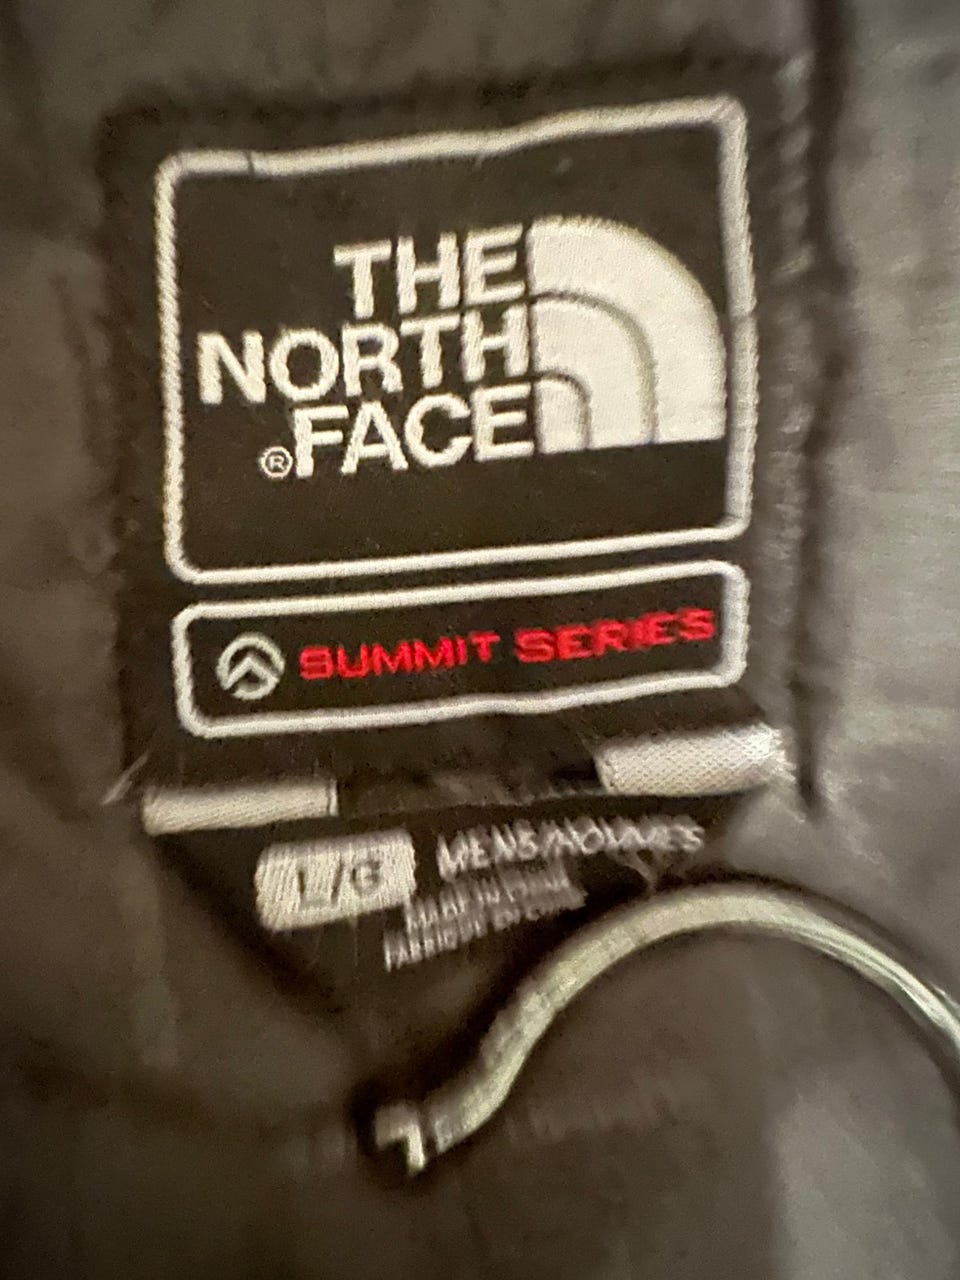 THE
NORTH
FACE
®
SUMMIT SERIES
L/G MENS/HOMMES
MADE IN CHINA
FABRIQUÉ EN CHINE